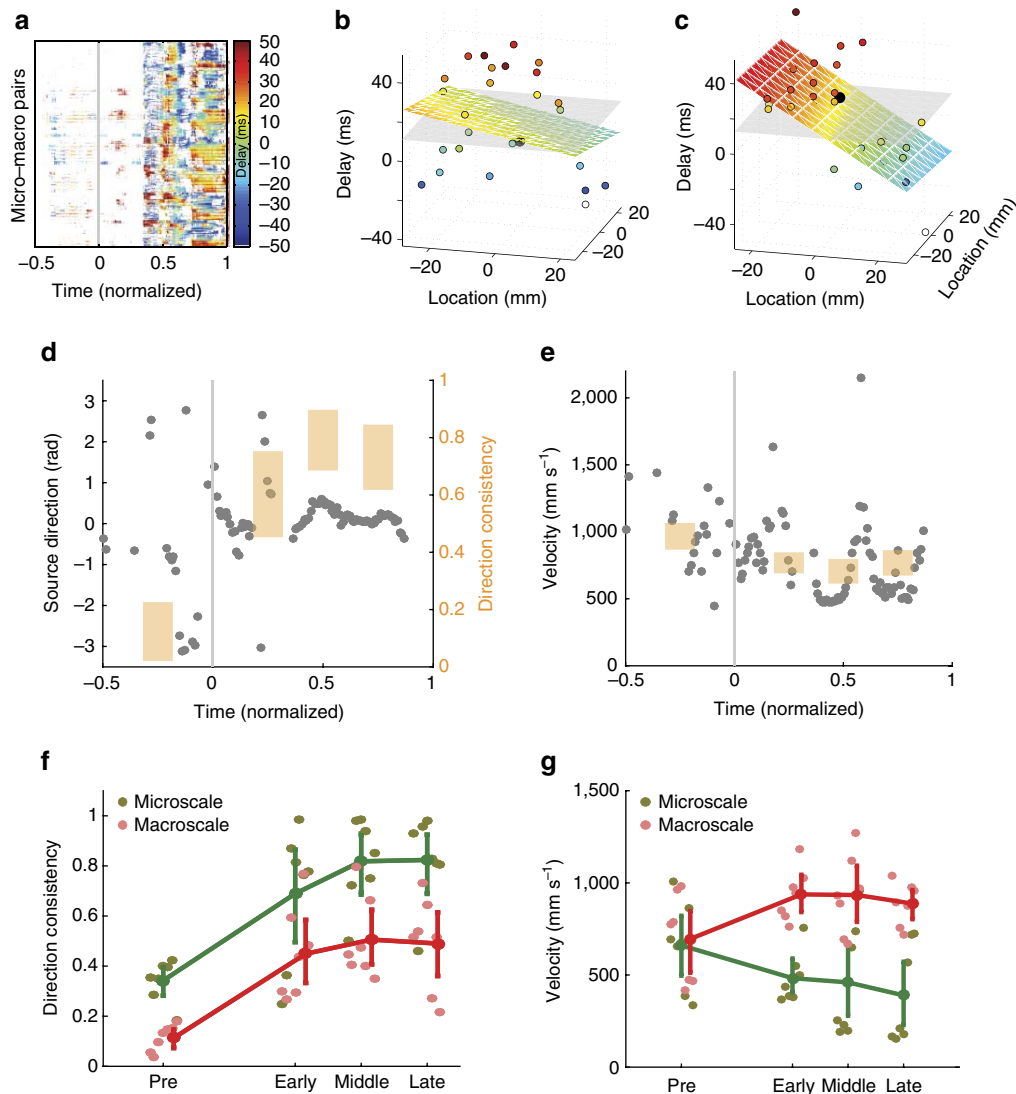 a
Micro–macro pairs
–0.5
0
0.5
1
Time (normalized)
50
40
30
20
10
0
–10
–20
–30
–40
–50
Delay (ms)
b
40
0
–40
Delay (ms)
–20
0
20
Location (mm)
20
0
–20
c
40
0
–40
Delay (ms)
–20
0
20
Location (mm)
20
0
–20
Location (mm)
d
3
2
1
0
–1
–2
–3
Source direction (rad)
–0.5
0
0.5
1
Time (normalized)
1
0.8
0.6
0.4
0.2
0
Direction consistency
e
2,000
1,500
1,000
500
0
Velocity (mm s⁻¹)
–0.5
0
0.5
1
Time (normalized)
f
Microscale
Macroscale
1
0.8
0.6
0.4
0.2
0
Direction consistency
Pre
Early
Middle
Late
g
1,500
Microscale
Macroscale
1,000
500
0
Velocity (mm s⁻¹)
Pre
Early
Middle
Late